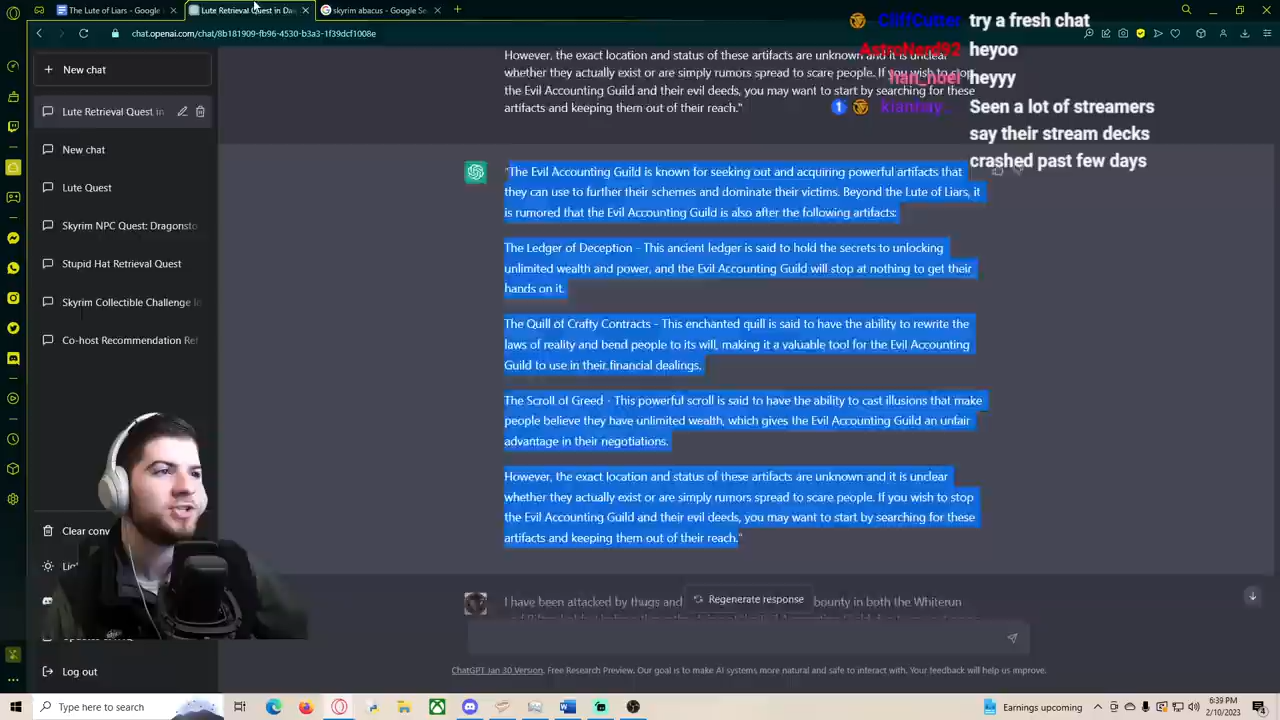 The Lute of Liars - Google
Lute Retrieval Quest in Da
skyrim abacus - Google Se
chat.openai.com/chat/8b181909-fb96-4530-b3a3-1f39dcf1008e
CliffCutter try a fresh chat
AstroNerd92 heyoo
han_noel heyyy
Seen a lot of streamers
say their stream decks
crashed past few days
New chat
Lute Retrieval Quest in
New chat
Lute Quest
Skyrim NPC Quest: Dragonsto
Stupid Hat Retrieval Quest
Skyrim Collectible Challenge
Co-host Recommendation Ref
Clear conv
Log out
However, the exact location and status of these artifacts are unknown and it is unclear
whether they actually exist or are simply rumors spread to scare people. If you wish to stop
the Evil Accounting Guild and their evil deeds, you may want to start by searching for these
artifacts and keeping them out of their reach."
"The Evil Accounting Guild is known for seeking out and acquiring powerful artifacts that
they can use to further their schemes and dominate their victims. Beyond the Lute of Liars, it
is rumored that the Evil Accounting Guild is also after the following artifacts:
The Ledger of Deception - This ancient ledger is said to hold the secrets to unlocking
unlimited wealth and power, and the Evil Accounting Guild will stop at nothing to get their
hands on it.
The Quill of Crafty Contracts - This enchanted quill is said to have the ability to rewrite the
laws of reality and bend people to its will, making it a valuable tool for the Evil Accounting
Guild to use in their financial dealings.
The Scroll of Greed - This powerful scroll is said to have the ability to cast illusions that make
people believe they have unlimited wealth, which gives the Evil Accounting Guild an unfair
advantage in their negotiations.
However, the exact location and status of these artifacts are unknown and it is unclear
whether they actually exist or are simply rumors spread to scare people. If you wish to stop
the Evil Accounting Guild and their evil deeds, you may want to start by searching for these
artifacts and keeping them out of their reach."
I have been attacked by thugs and bounty in both the Whiterun
Regenerate response
ChatGPT Jan 30 Version. Free Research Preview. Our goal is to make AI systems more natural and safe to interact with. Your feedback will help us improve.
Type here to search
Earnings upcoming
6:39 PM
2/10/2023